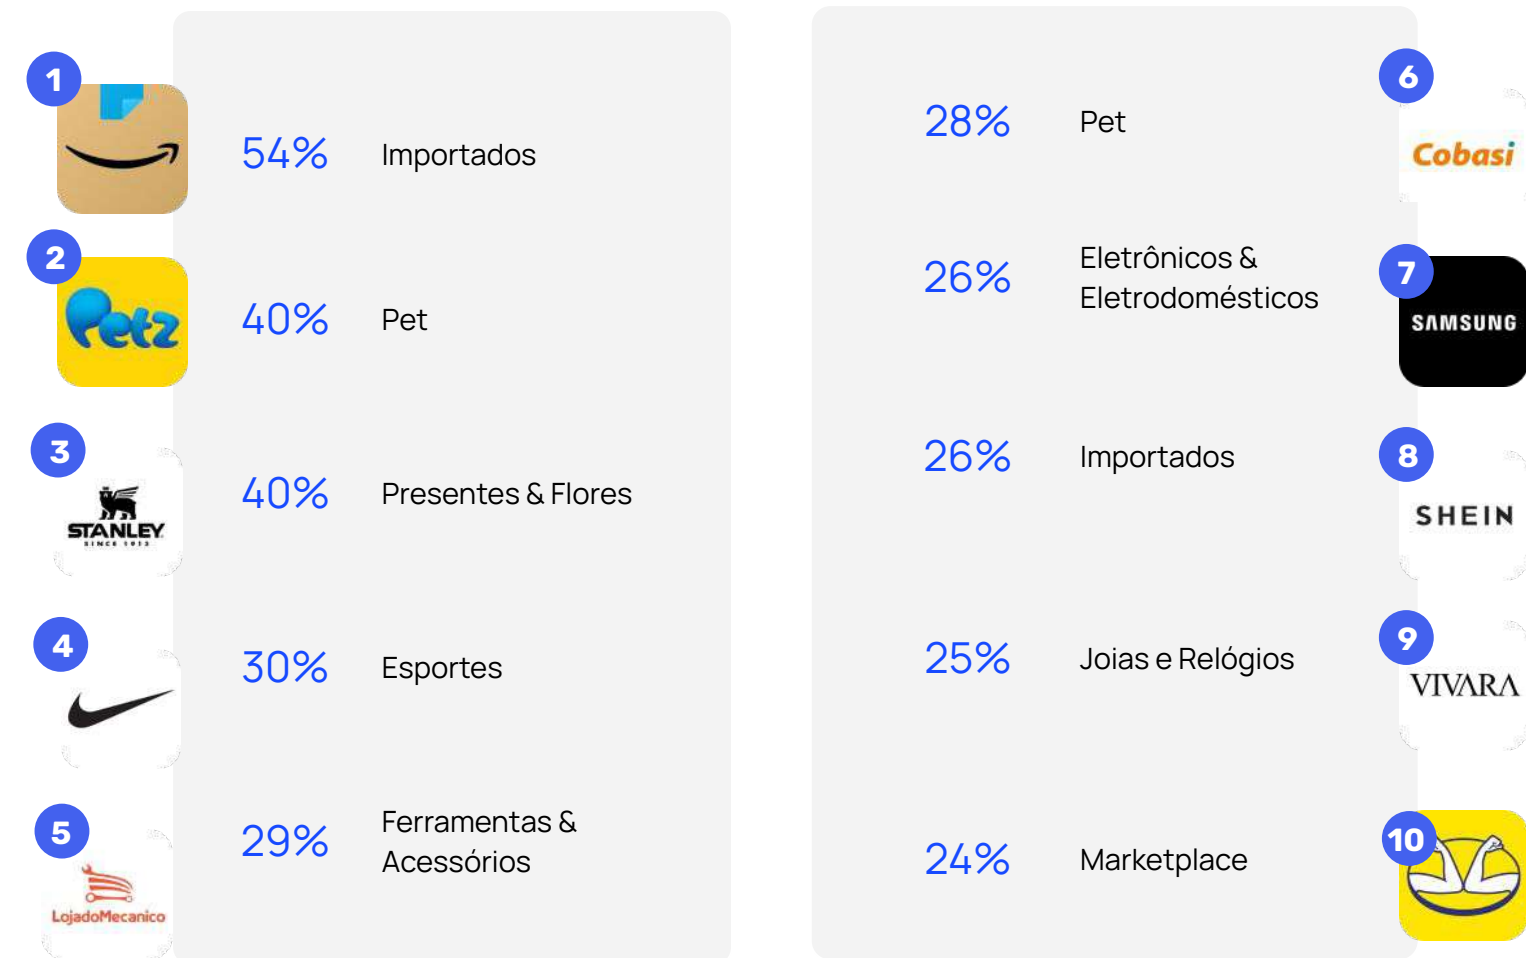 1
54%
Importados
2
Petz
40%
Pet
3
STANLEY
SINCE 1913
40%
Presentes & Flores
4
30%
Esportes
5
LojadoMecanico
29%
Ferramentas &
Acessórios
28%
Pet
6
Cobasi
26%
Eletrônicos &
Eletrodomésticos
7
SAMSUNG
26%
Importados
8
SHEIN
25%
Joias e Relógios
9
VIVARA
24%
Marketplace
10